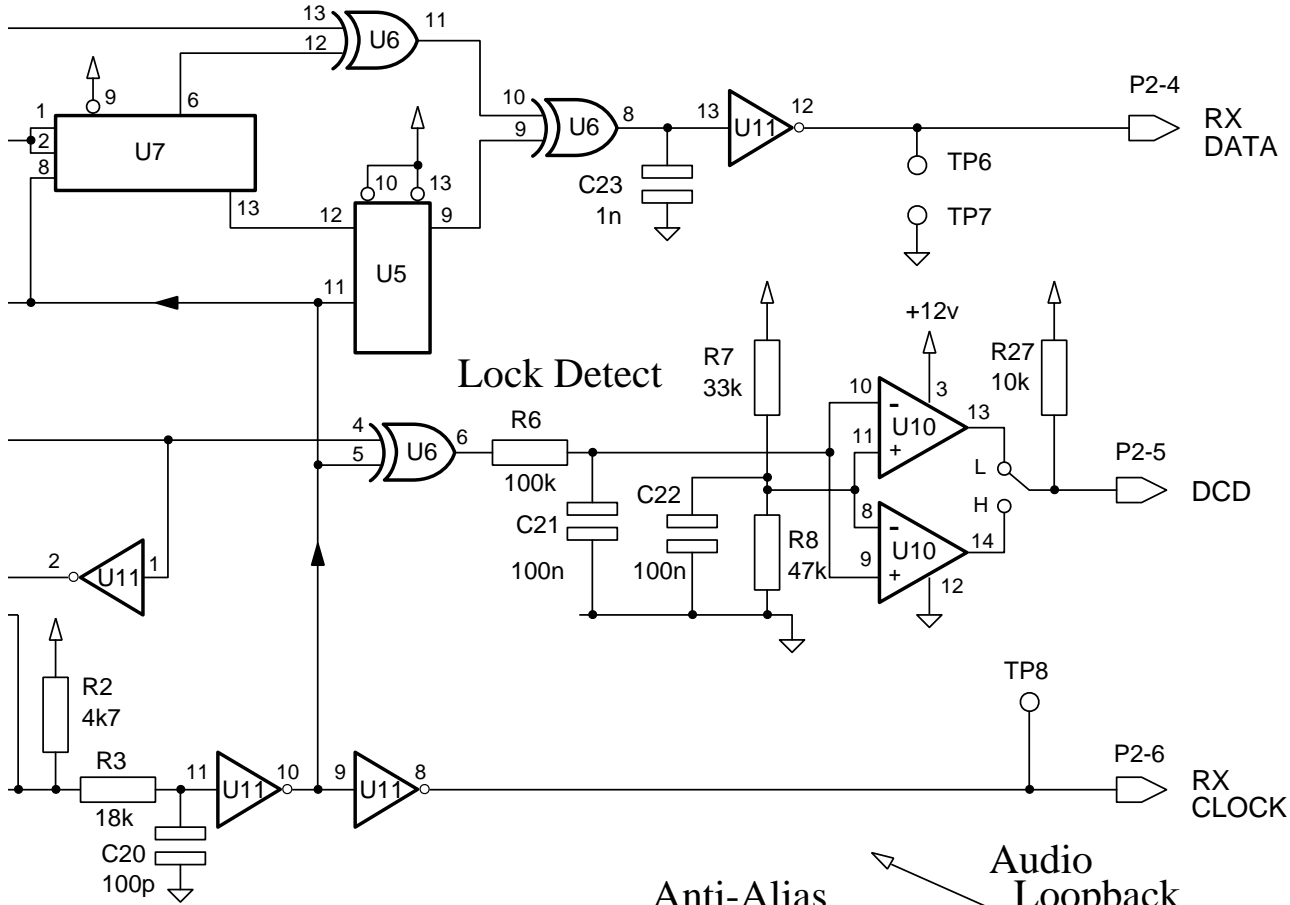 13
12
U6
11
9
6
1
2
8
U7
13
10
9
U6
8
13
U11
12
P2-4
RX
DATA
TP6
C23
1n
TP7
10
13
12
9
U5
11
Lock Detect
R7
33k
+12v
3
R27
10k
4
5
U6
6
R6
100k
10
11
-
+
U10
13
L
H
P2-5
DCD
C21
100n
C22
100n
R8
47k
8
9
-
+
U10
14
12
2
U11
1
R2
4k7
R3
18k
11
U11
10
9
U11
8
TP8
P2-6
RX
CLOCK
C20
100p
Anti-Alias
Audio
Loopback